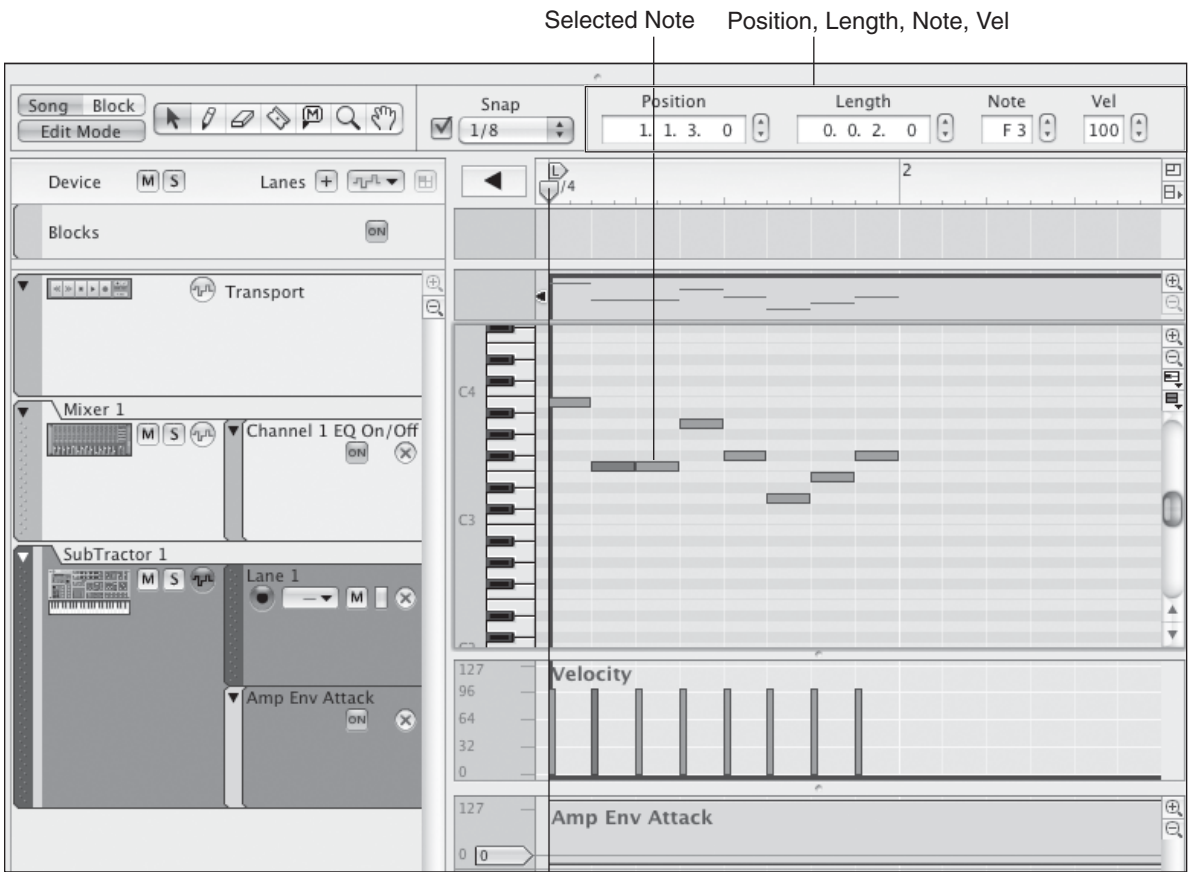 Selected Note
Position, Length, Note, Vel
Song Block
Edit Mode
M
Snap
1/8
Position
1. 1. 3. 0
Length
0. 0. 2. 0
Note
F 3
Vel
100
Device M S Lanes +
L
/4
2
Blocks ON
Transport
C4
Mixer 1
M S
Channel 1 EQ On/Off
ON
C3
SubTractor 1
M S
Lane 1
M
Amp Env Attack
ON
127
96
64
32
0
Velocity
127
0 0
Amp Env Attack